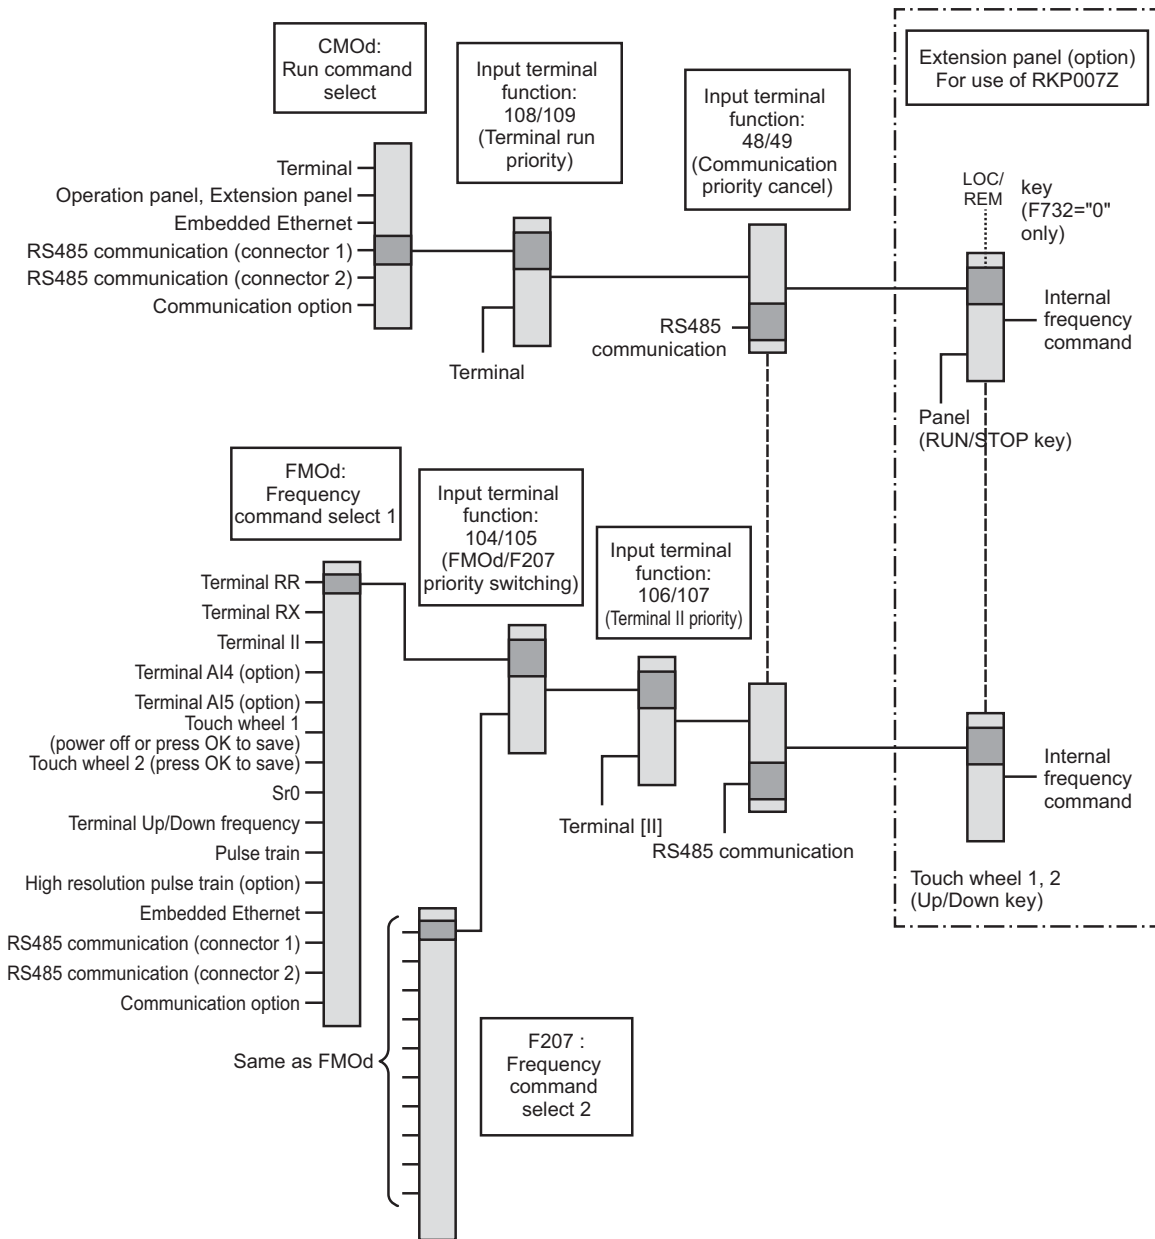 CMOd:
Run command
select
Input terminal
function:
108/109
(Terminal run
priority)
Input terminal
function:
48/49
(Communication
priority cancel)
Extension panel (option)
For use of RKP007Z
Terminal
Operation panel, Extension panel
Embedded Ethernet
RS485 communication (connector 1)
RS485 communication (connector 2)
Communication option
Terminal
RS485
communication
LOC/
REM
key
(F732="0"
only)
Internal
frequency
command
Panel
(RUN/STOP key)
FMOd:
Frequency
command select 1
Input terminal
function:
104/105
(FMOd/F207
priority switching)
Input terminal
function:
106/107
(Terminal II priority)
Terminal RR
Terminal RX
Terminal II
Terminal AI4 (option)
Terminal AI5 (option)
Touch wheel 1
(power off or press OK to save)
Touch wheel 2 (press OK to save)
Sr0
Terminal Up/Down frequency
Pulse train
High resolution pulse train (option)
Embedded Ethernet
RS485 communication (connector 1)
RS485 communication (connector 2)
Communication option
Terminal [II]
RS485 communication
Internal
frequency
command
Touch wheel 1, 2
(Up/Down key)
Same as FMOd
F207 :
Frequency
command
select 2